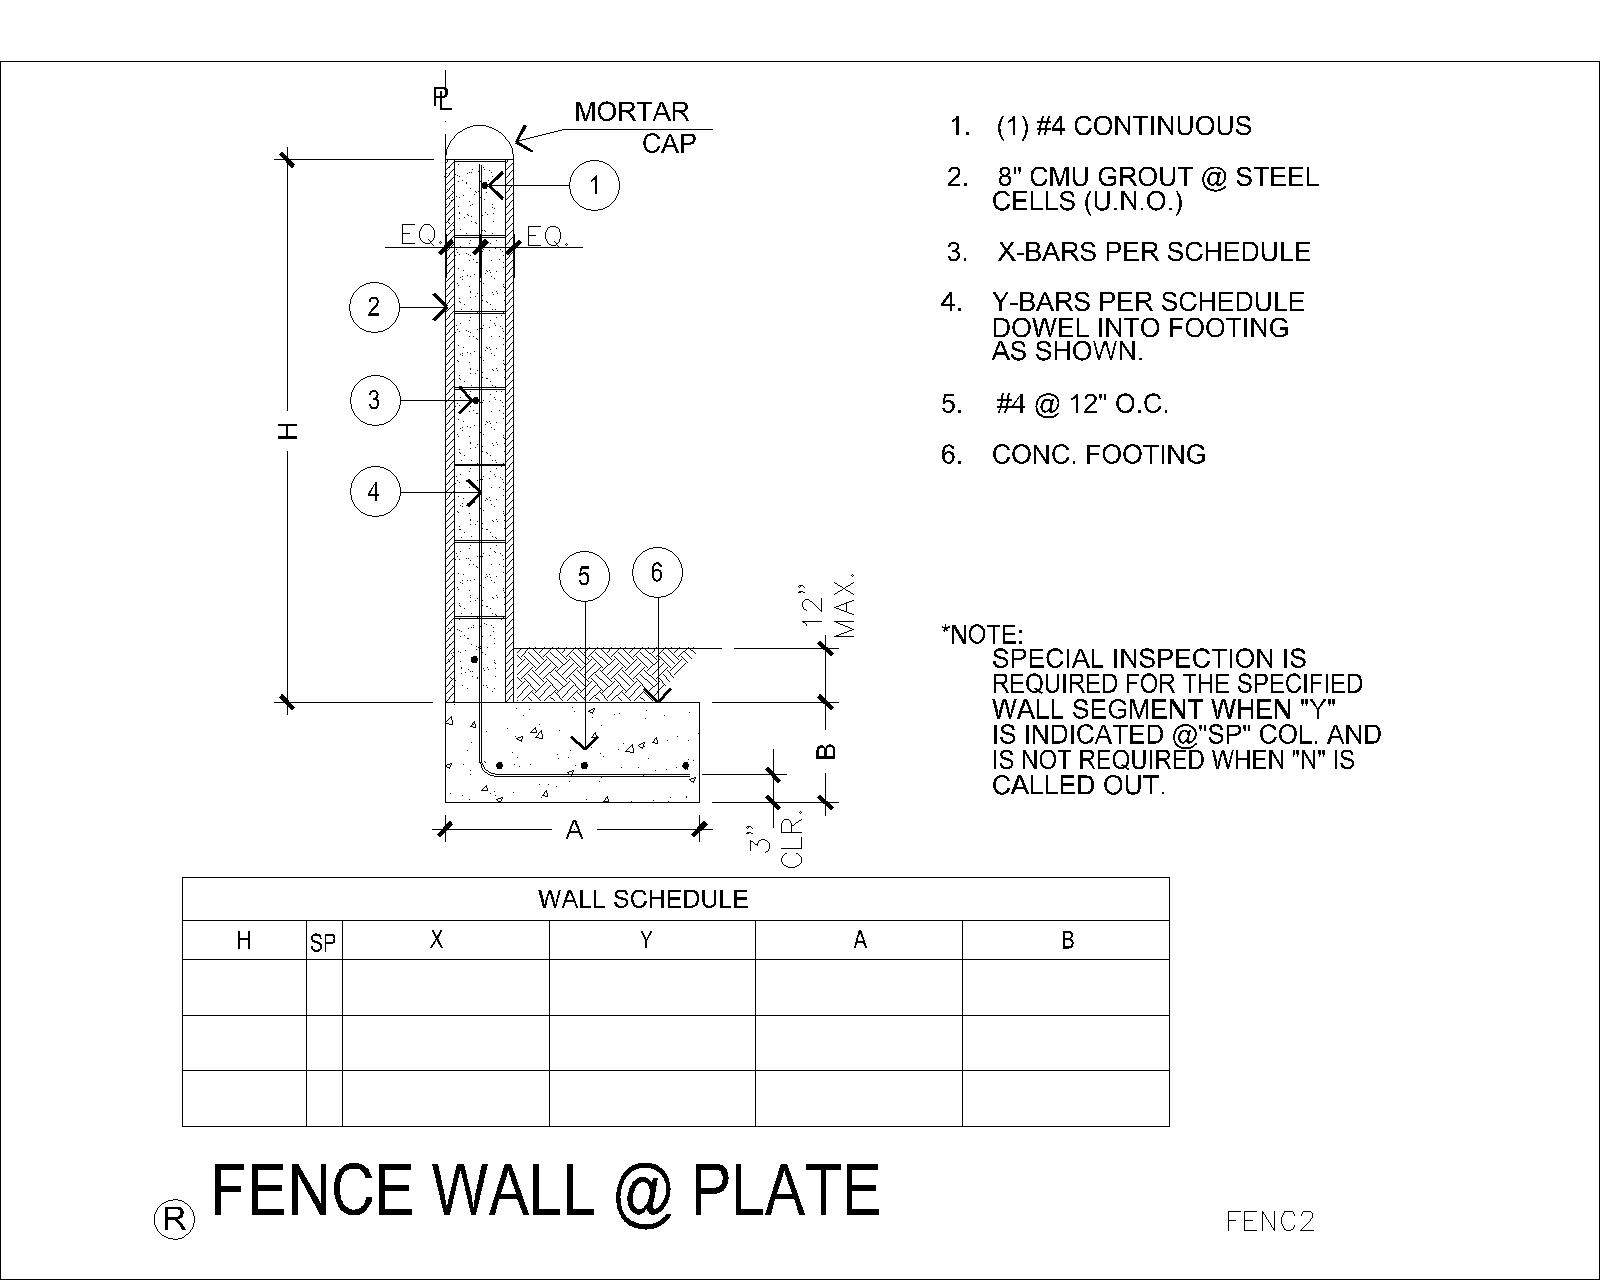 PL
MORTAR
CAP
1
EQ. EQ.
2
3
H
4
5
6
12"
MAX.
B
A
3"
CLR.
1. (1) #4 CONTINUOUS
2. 8" CMU GROUT @ STEEL
CELLS (U.N.O.)
3. X-BARS PER SCHEDULE
4. Y-BARS PER SCHEDULE
DOWEL INTO FOOTING
AS SHOWN.
5. #4 @ 12" O.C.
6. CONC. FOOTING
*NOTE:
SPECIAL INSPECTION IS
REQUIRED FOR THE SPECIFIED
WALL SEGMENT WHEN "Y"
IS INDICATED @"SP" COL. AND
IS NOT REQUIRED WHEN "N" IS
CALLED OUT.
WALL SCHEDULE
H SP X Y A B
R FENCE WALL @ PLATE
FENC2